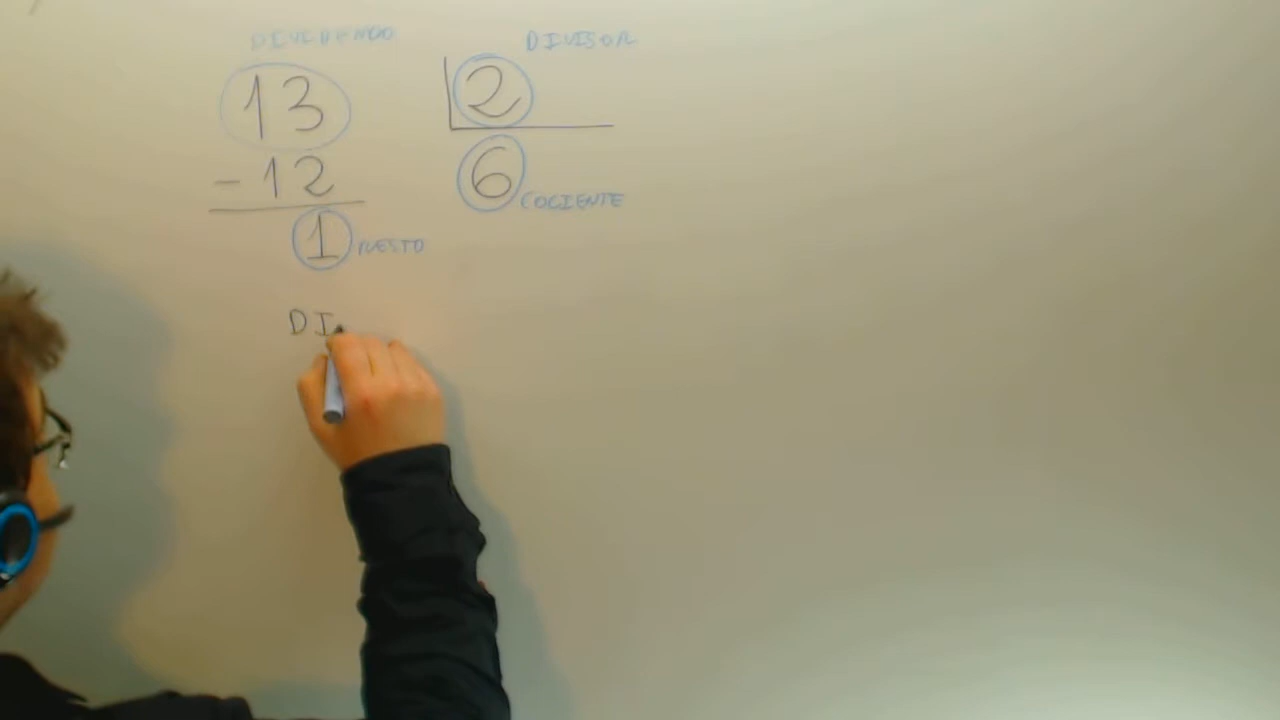 DIVIDENDO DIVISOR
13 2
- 12 6 COCIENTE
1 RESTO
DI